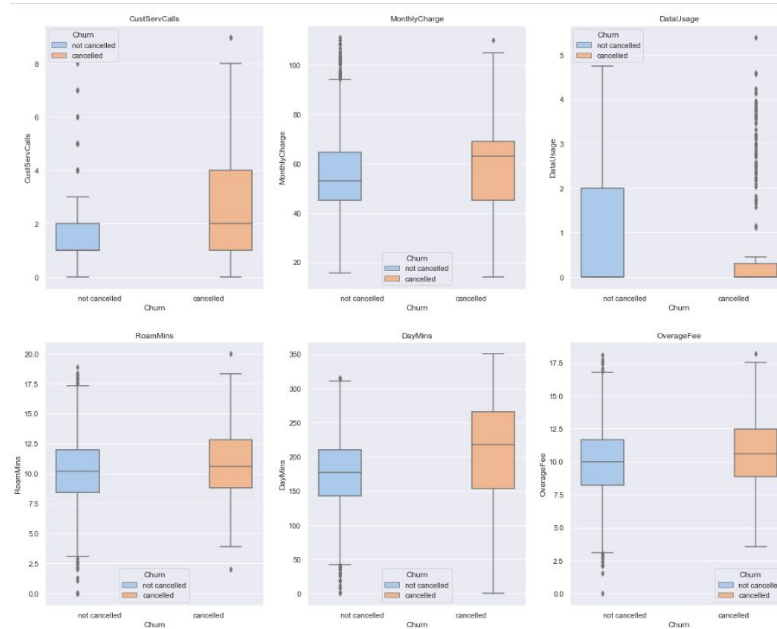 CustServCalls
MonthlyCharge
DataUsage
Churn
not cancelled
cancelled
Churn
not cancelled
cancelled
CustServCalls
8
6
4
2
0
MonthlyCharge
100
80
60
40
20
Churn
not cancelled
cancelled
DataUsage
5
4
3
2
1
0
not cancelled
cancelled
Churn
not cancelled
cancelled
Churn
not cancelled
cancelled
Churn
RoamMins
DayMins
OverageFee
RoamMins
20.0
17.5
15.0
12.5
10.0
7.5
5.0
2.5
0.0
Churn
not cancelled
cancelled
DayMins
350
300
250
200
150
100
50
0
Churn
not cancelled
cancelled
OverageFee
17.5
15.0
12.5
10.0
7.5
5.0
2.5
0.0
Churn
not cancelled
cancelled
not cancelled
cancelled
Churn
not cancelled
cancelled
Churn
not cancelled
cancelled
Churn